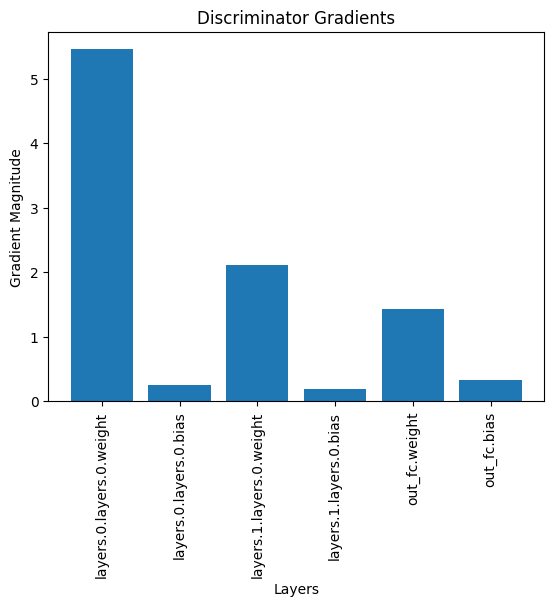 Discriminator Gradients
Gradient Magnitude
5
4
3
2
1
0
layers.0.layers.0.weight
layers.0.layers.0.bias
layers.1.layers.0.weight
layers.1.layers.0.bias
out_fc.weight
out_fc.bias
Layers